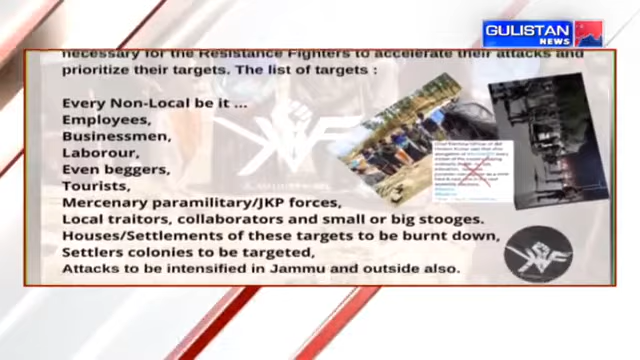 GULISTAN
NEWS
necessary for the Resistance Fighters to accelerate their attacks and
prioritize their targets. The list of targets :
Every Non-Local be it ...
Employees,
Businessmen,
Labourour,
Even beggers,
Tourists,
Mercenary paramilitary/JKP forces,
Local traitors, collaborators and small or big stooges.
Houses/Settlements of these targets to be burnt down,
Settlers colonies to be targeted,
Attacks to be intensified in Jammu and outside also.
KFF